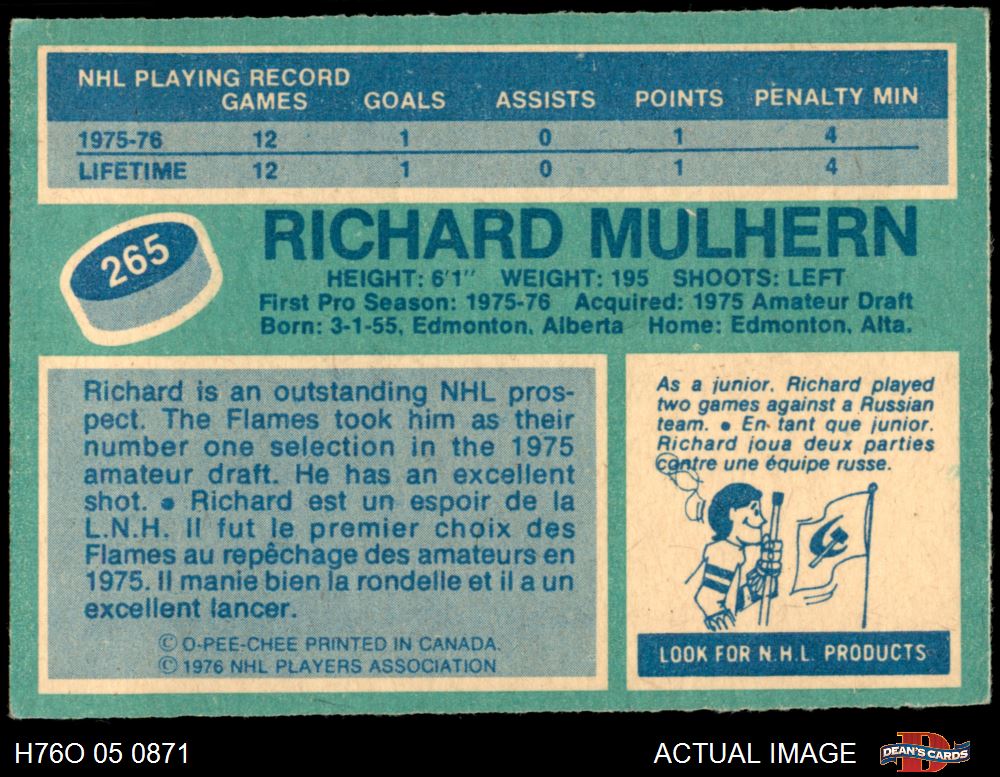 NHL PLAYING RECORD
GAMES GOALS ASSISTS POINTS PENALTY MIN
1975-76 12 1 0 1 4
LIFETIME 12 1 0 1 4
265
RICHARD MULHERN
HEIGHT: 6'1" WEIGHT: 195 SHOOTS: LEFT
First Pro Season: 1975-76 Acquired: 1975 Amateur Draft
Born: 3-1-55, Edmonton, Alberta Home: Edmonton, Alta.
Richard is an outstanding NHL pros-
pect. The Flames took him as their
number one selection in the 1975
amateur draft. He has an excellent
shot. ● Richard est un espoir de la
L.N.H. Il fut le premier choix des
Flames au repêchage des amateurs en
1975. Il manie bien la rondelle et il a un
excellent lancer.
© O-PEE-CHEE PRINTED IN CANADA.
© 1976 NHL PLAYERS ASSOCIATION
As a junior, Richard played
two games against a Russian
team. ● En tant que junior.
Richard joua deux parties
contre une équipe russe.
LOOK FOR N.H.L. PRODUCTS
H76O 05 0871
ACTUAL IMAGE
D
DEAN'S CARDS